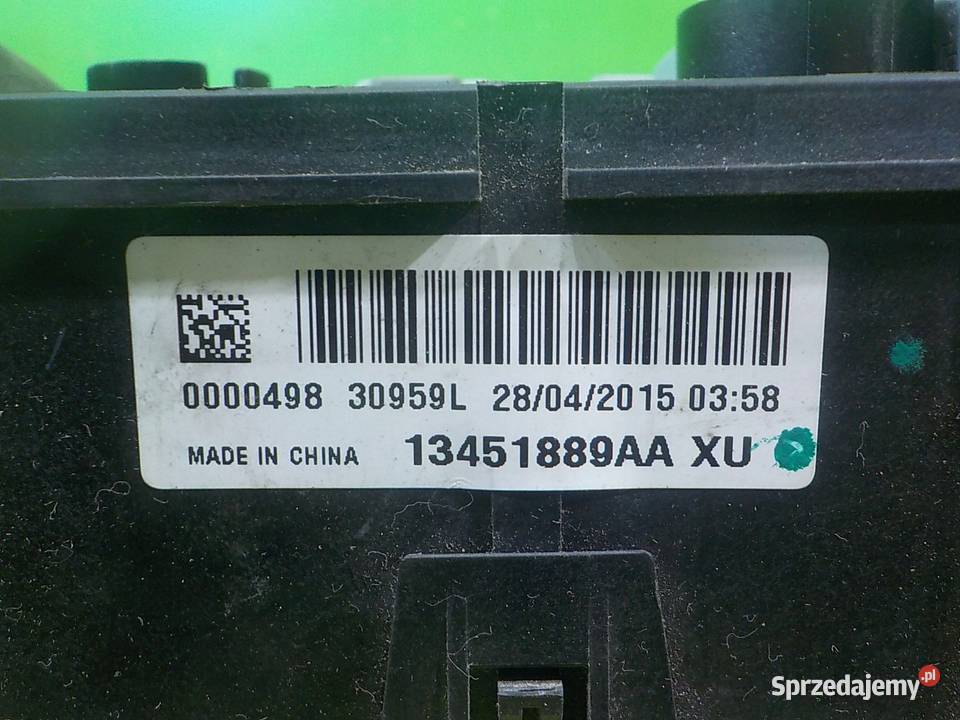 0000498 30959L 28/04/2015 03:58
MADE IN CHINA 13451889AA XU
Sprzedajemy.pl